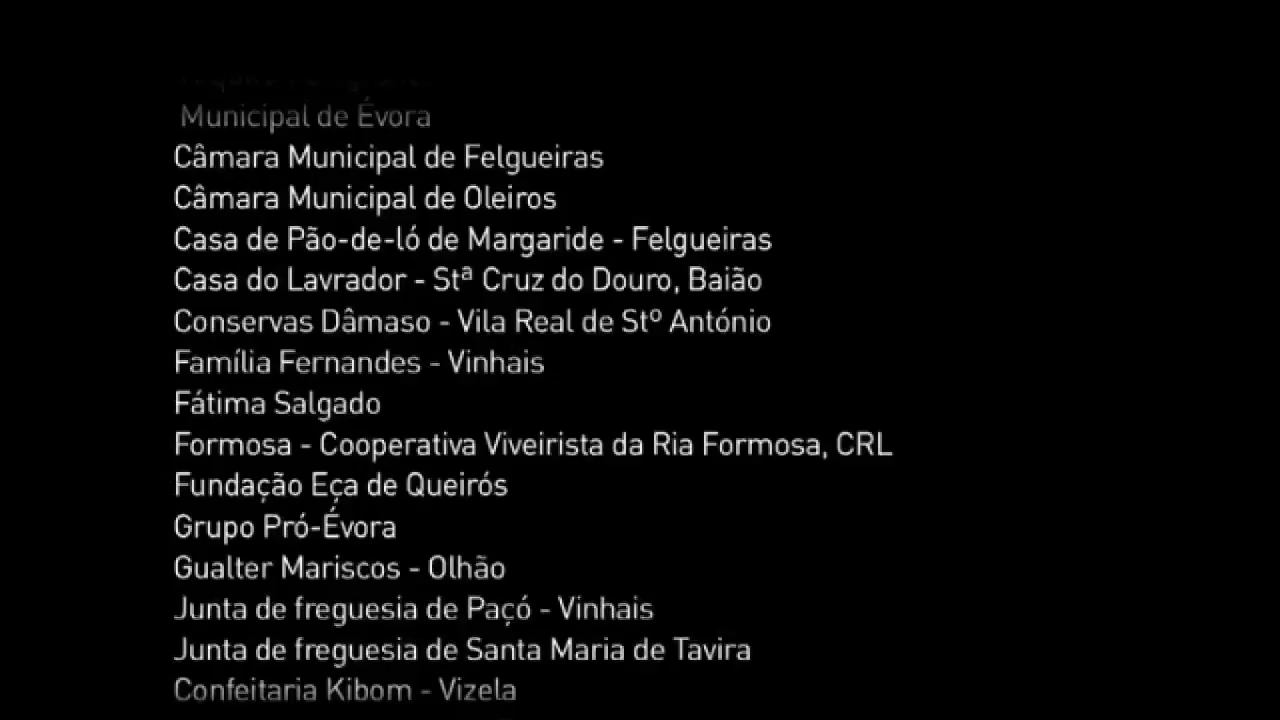 Municipal de Évora
Câmara Municipal de Felgueiras
Câmara Municipal de Oleiros
Casa de Pão-de-ló de Margaride - Felgueiras
Casa do Lavrador - Stª Cruz do Douro, Baião
Conservas Dâmaso - Vila Real de Stº António
Família Fernandes - Vinhais
Fátima Salgado
Formosa - Cooperativa Viveirista da Ria Formosa, CRL
Fundação Eça de Queirós
Grupo Pró-Évora
Gualter Mariscos - Olhão
Junta de freguesia de Paçó - Vinhais
Junta de freguesia de Santa Maria de Tavira
Confeitaria Kibom - Vizela